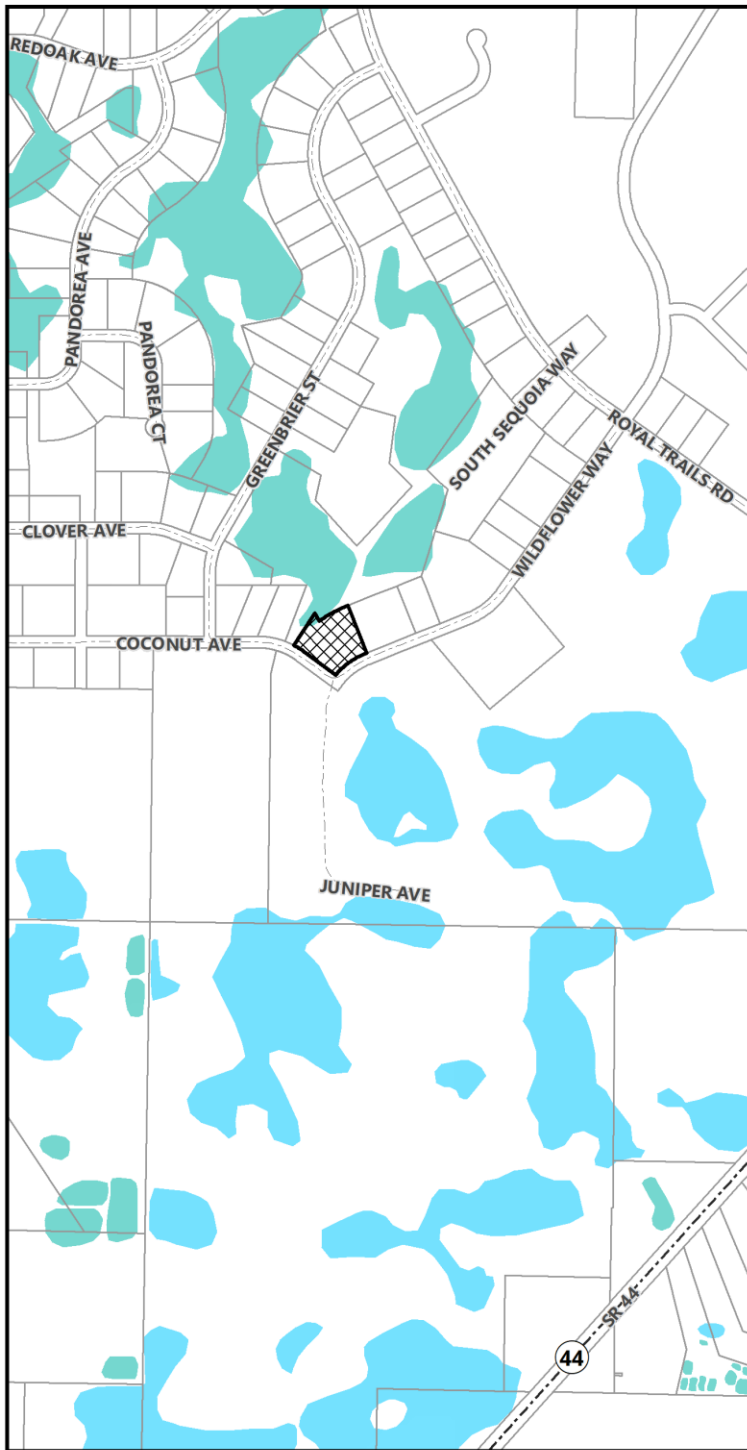 REDOAK AVE
PANDOREA AVE
PANDOREA CT
GREENBRIER ST
SOUTH SEQUOIA WAY
ROYAL TRAILS RD
WILDFLOWER WAY
CLOVER AVE
COCONUT AVE
JUNIPER AVE
SR 44
44